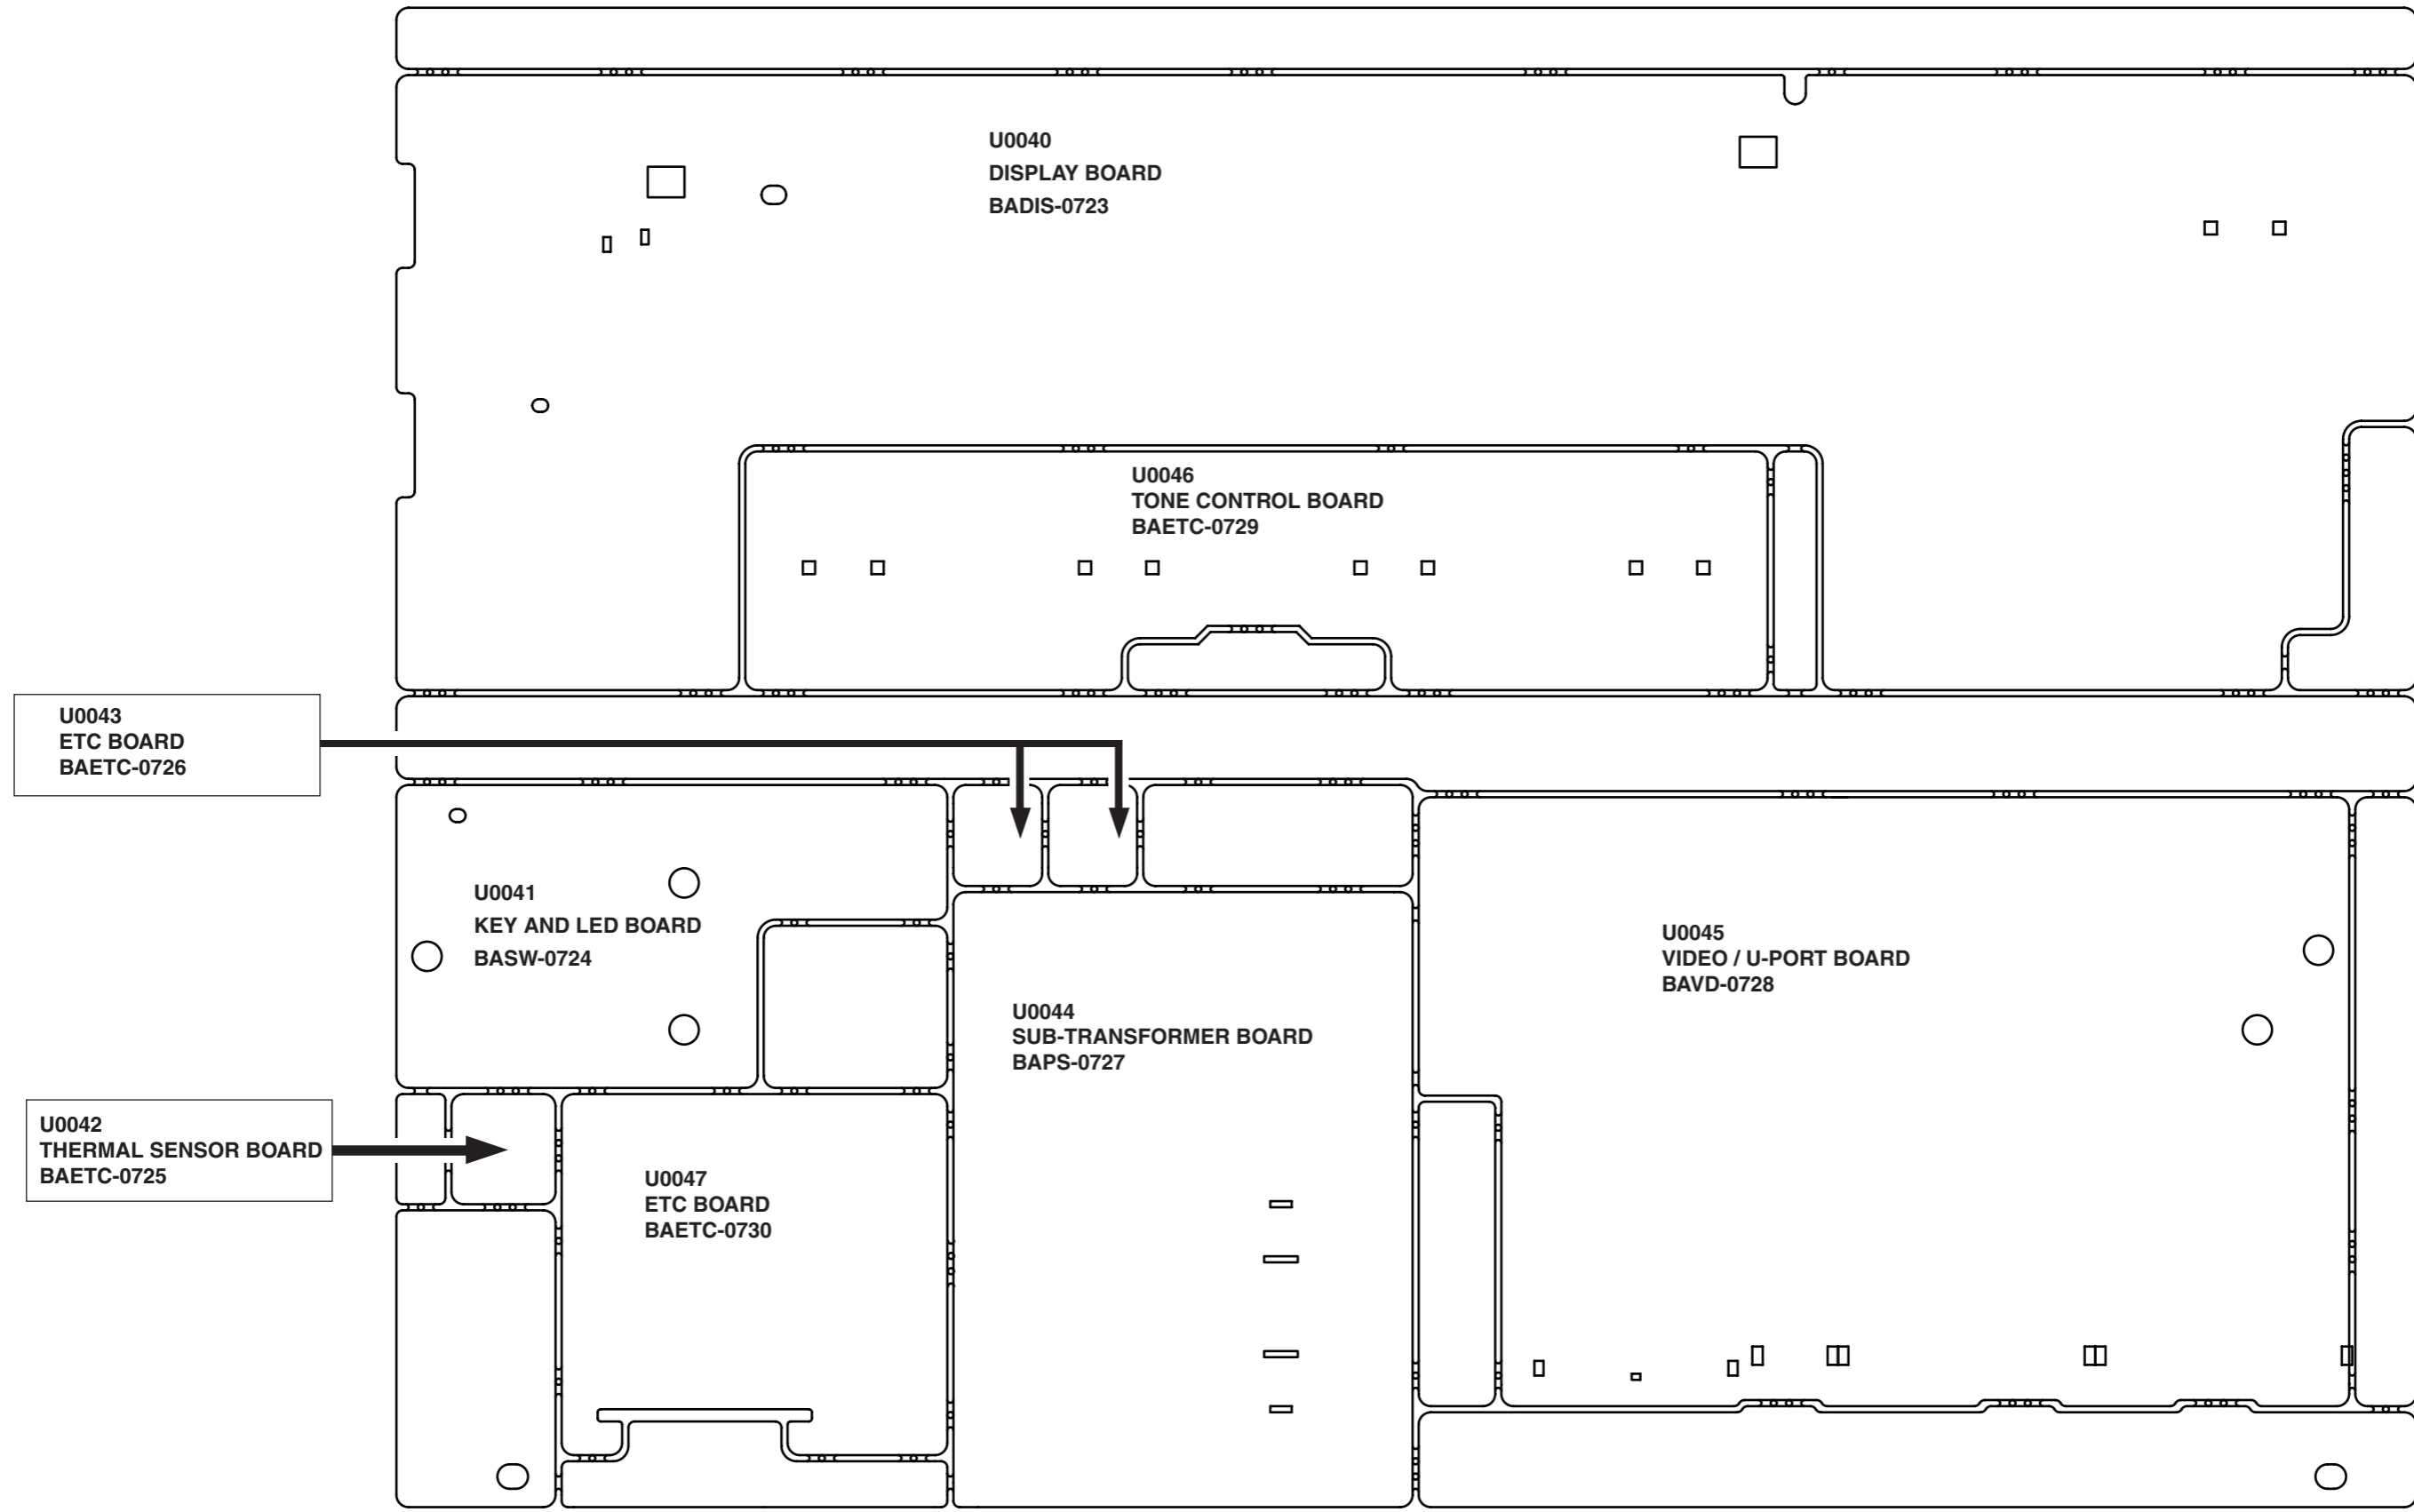 U0040
DISPLAY BOARD
BADIS-0723
U0046
TONE CONTROL BOARD
BAETC-0729
U0043
ETC BOARD
BAETC-0726
U0041
KEY AND LED BOARD
BASW-0724
U0045
VIDEO / U-PORT BOARD
BAVD-0728
U0044
SUB-TRANSFORMER BOARD
BAPS-0727
U0042
THERMAL SENSOR BOARD
BAETC-0725
U0047
ETC BOARD
BAETC-0730